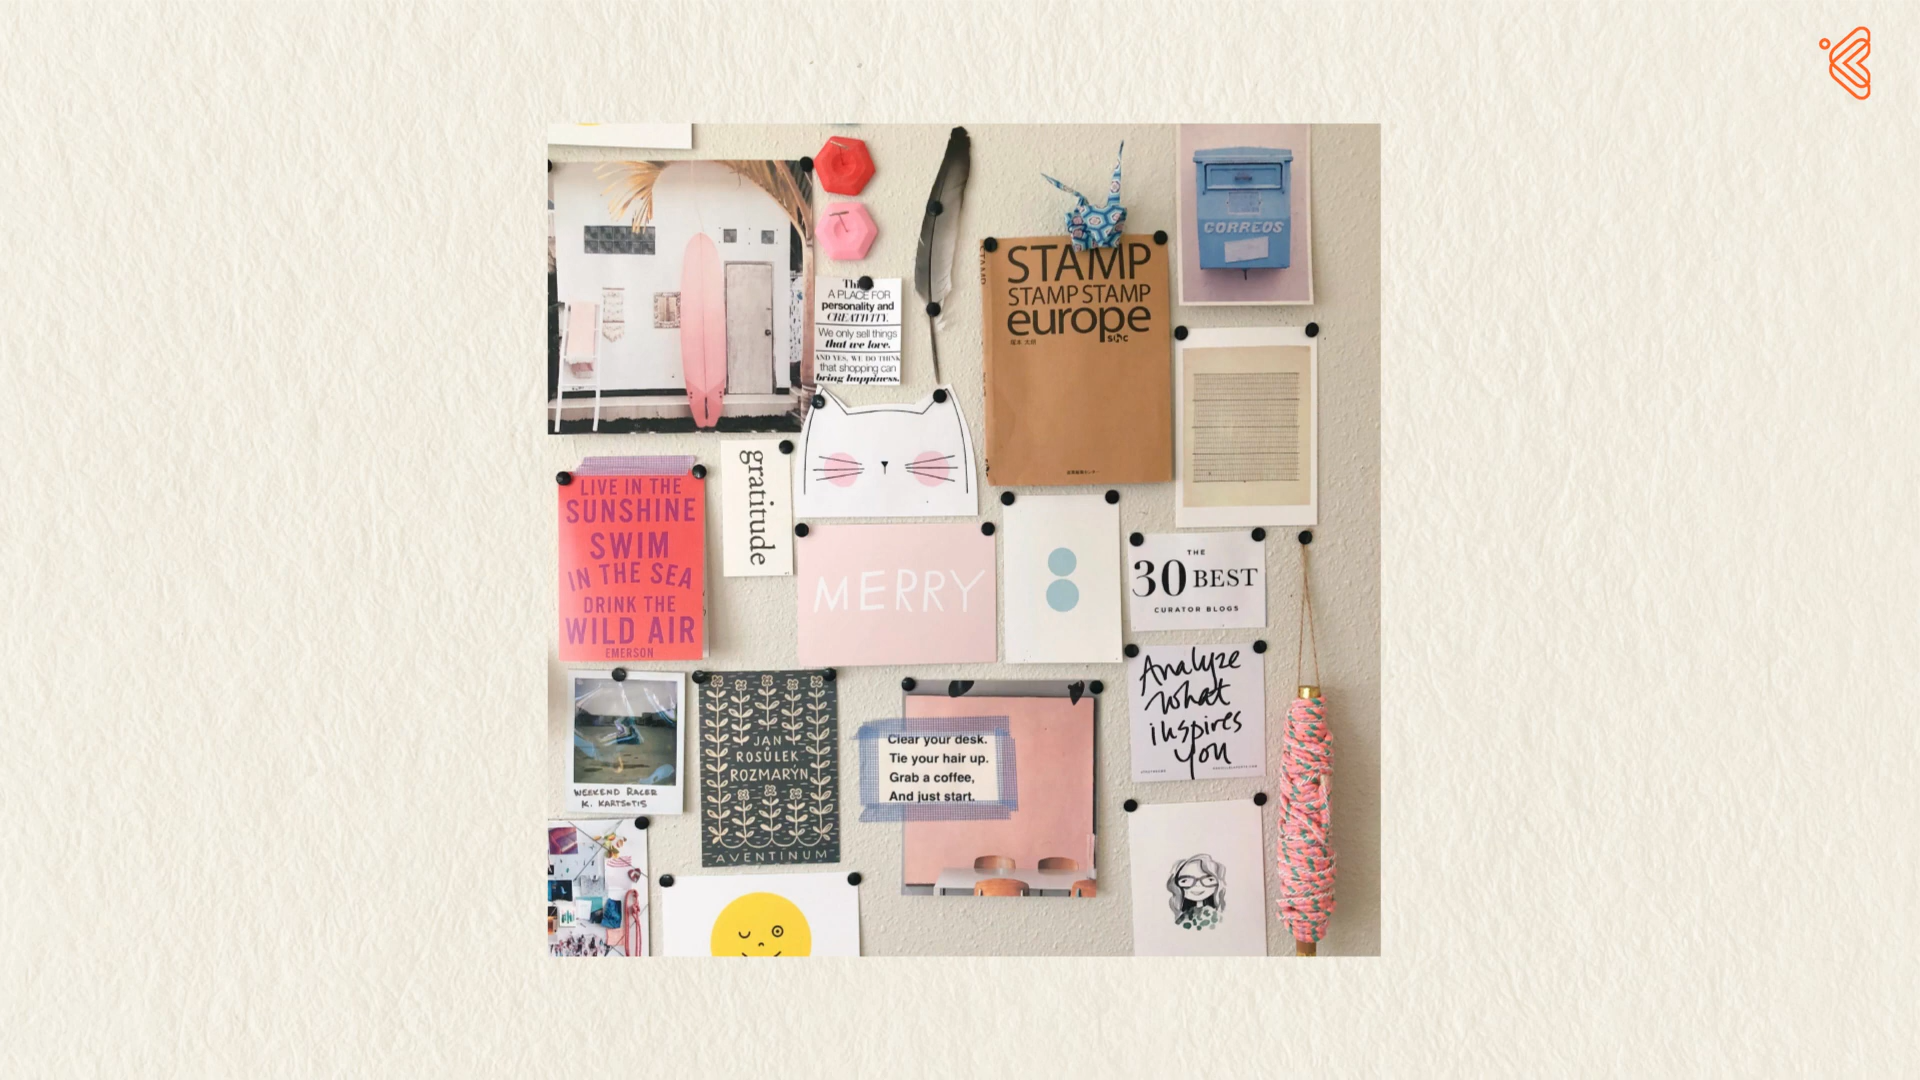 CORREOS
STAMP
STAMP STAMP
europe
A PLACE FOR
personality and
CREATIVITY.
We only sell things
that we love.
AND YES, WE DO THINK
that shopping can
bring happiness.
gratitude
LIVE IN THE
SUNSHINE
SWIM
IN THE SEA
DRINK THE
WILD AIR
EMERSON
MERRY
THE
30 BEST
CURATOR BLOGS
Analyze
what
inspires
you
WEEKEND RACER
K. KARTSOTIS
JAN
ROSŮLEK
ROZMARÝN
AVENTINUM
Clear your desk.
Tie your hair up.
Grab a coffee,
And just start.